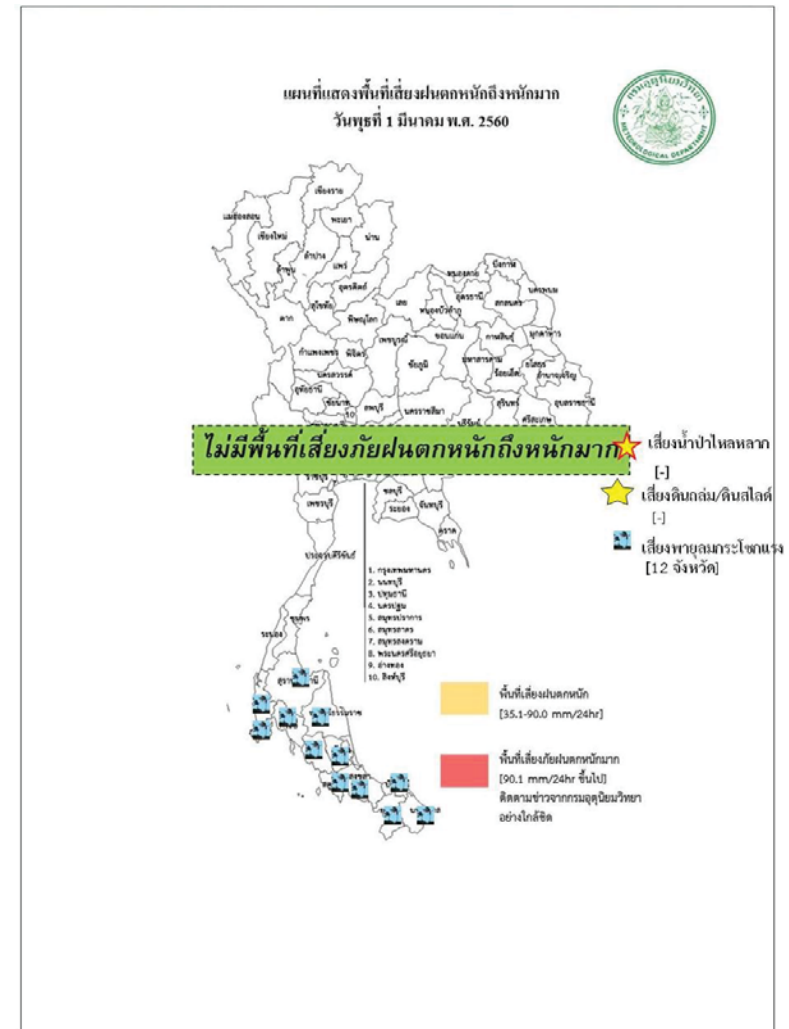 แผนที่แสดงพื้นที่เสี่ยงฝนตกหนักถึงหนักมาก
วันพุธที่ 1 มีนาคม พ.ศ. 2560
กรมอุตุนิยมวิทยา
METEOROLOGICAL DEPARTMENT
เชียงราย
แม่ฮ่องสอน
พะเยา
เชียงใหม่
น่าน
ลำปาง
ลำพูน
แพร่
บึงกาฬ
หนองคาย
อุตรดิตถ์
เลย
อุดรธานี
สกลนคร
นครพนม
สุโขทัย
หนองบัวลำภู
ตาก
พิษณุโลก
ขอนแก่น
กาฬสินธุ์
มุกดาหาร
เพชรบูรณ์
กำแพงเพชร
พิจิตร
ชัยภูมิ
มหาสารคาม
ร้อยเอ็ด
ยโสธร
อำนาจเจริญ
นครสวรรค์
อุทัยธานี
ชัยนาท
10
ลพบุรี
นครราชสีมา
สุรินทร์
ศรีสะเกษ
อุบลราชธานี
ไม่มีพื้นที่เสี่ยงภัยฝนตกหนักถึงหนักมาก
เสี่ยงน้ำป่าไหลหลาก
[-]
ราชบุรี
ชลบุรี
เสี่ยงดินถล่ม/ดินสไลด์
[-]
เพชรบุรี
ระยอง
จันทบุรี
ตราด
เสี่ยงพายุลมกระโชกแรง
[12 จังหวัด]
ประจวบคีรีขันธ์
1. กรุงเทพมหานคร
2. นนทบุรี
3. ปทุมธานี
4. นครปฐม
5. สมุทรปราการ
6. สมุทรสาคร
7. สมุทรสงคราม
8. พระนครศรีอยุธยา
9. อ่างทอง
10. สิงห์บุรี
ชุมพร
ระนอง
พื้นที่เสี่ยงฝนตกหนัก
[35.1-90.0 mm/24hr]
พื้นที่เสี่ยงภัยฝนตกหนักมาก
[90.1 mm/24hr ขึ้นไป]
ติดตามข่าวจากกรมอุตุนิยมวิทยา
อย่างใกล้ชิด